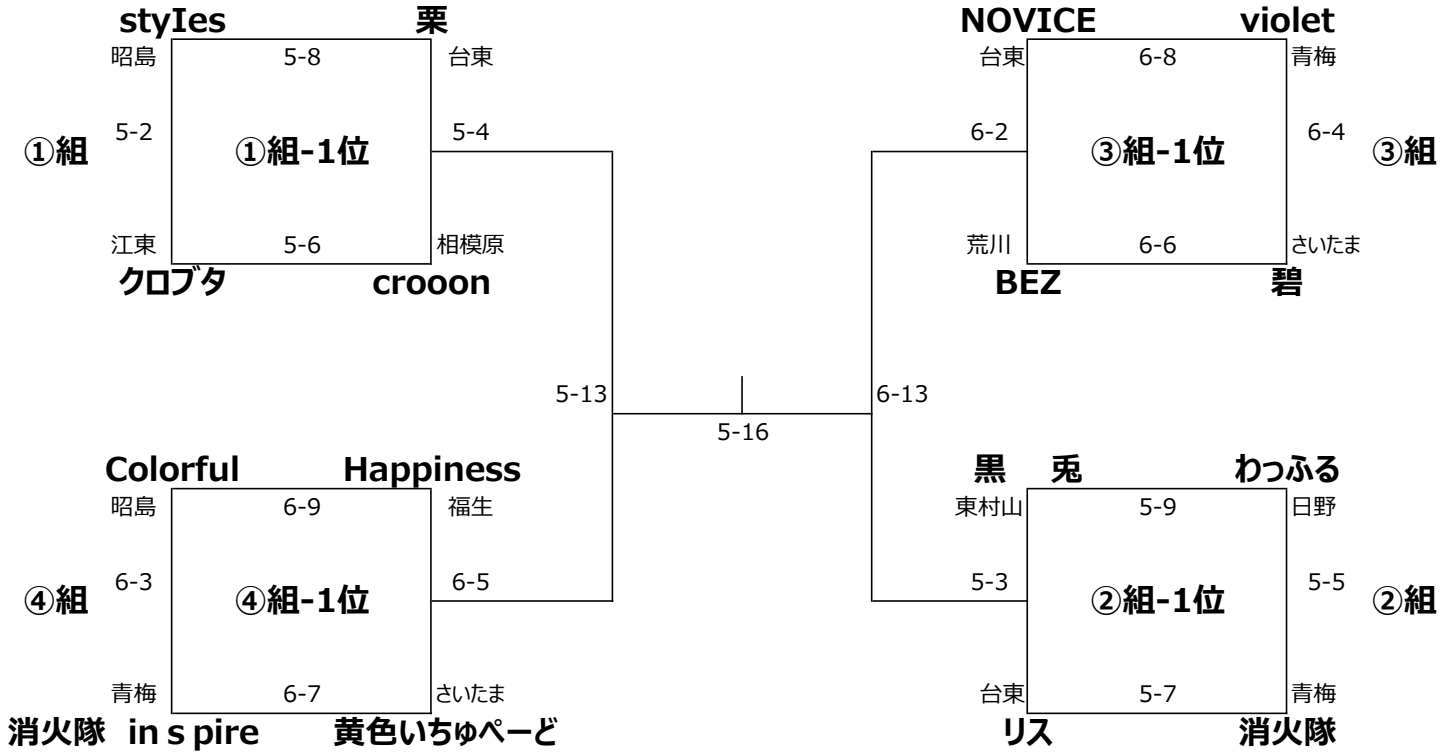 styIes 栗 NOVICE violet
昭島 5-8 台東 台東 6-8 青梅
①組 5-2 ①組-1位 5-4 6-2 ③組-1位 6-4 ③組
江東 5-6 相模原 荒川 6-6 さいたま
クロブタ crooon BEZ 碧
5-13 6-13
5-16
Colorful Happiness 黒 兎 わっふる
昭島 6-9 福生 東村山 5-9 日野
④組 6-3 ④組-1位 6-5 5-3 ②組-1位 5-5 ②組
青梅 6-7 さいたま 台東 5-7 青梅
消火隊 in s pire 黄色いちゅぺーど リス 消火隊